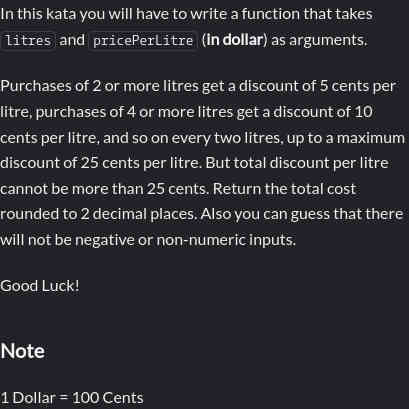 In this kata you will have to write a function that takes
litres and pricePerLitre (in dollar) as arguments.
Purchases of 2 or more litres get a discount of 5 cents per
litre, purchases of 4 or more litres get a discount of 10
cents per litre, and so on every two litres, up to a maximum
discount of 25 cents per litre. But total discount per litre
cannot be more than 25 cents. Return the total cost
rounded to 2 decimal places. Also you can guess that there
will not be negative or non-numeric inputs.
Good Luck!
Note
1 Dollar = 100 Cents